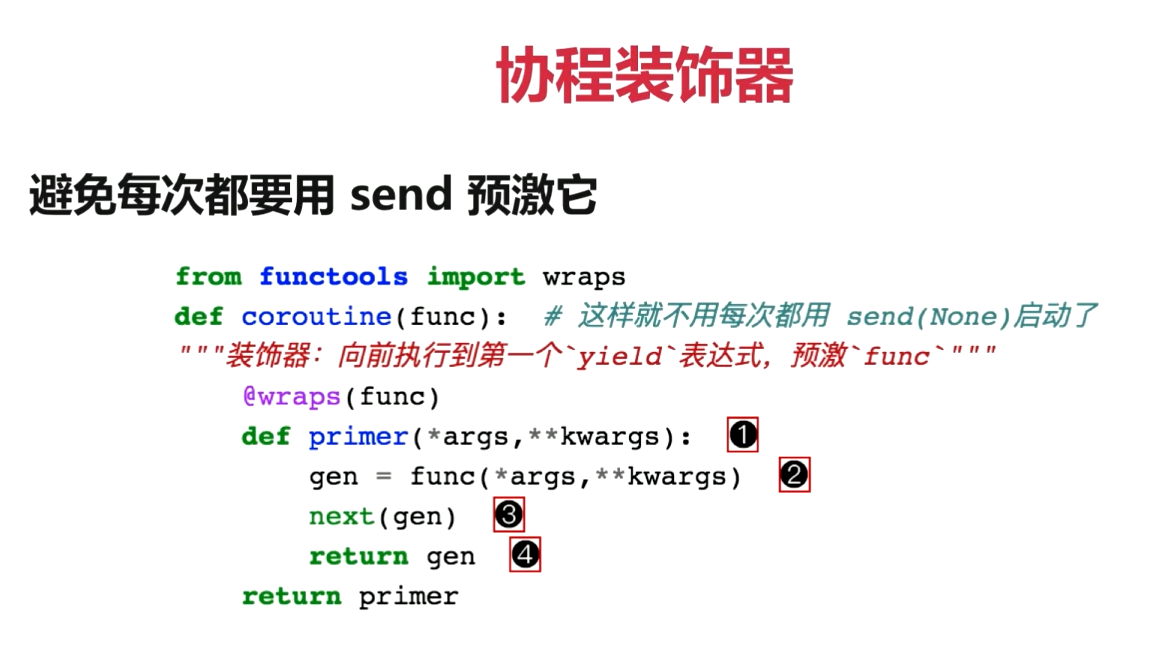 协程装饰器
避免每次都要用 send 预激它
from functools import wraps
def coroutine(func):  # 这样就不用每次都用 send(None)启动了
"""装饰器：向前执行到第一个`yield`表达式，预激`func`"""
    @wraps(func)
    def primer(*args,**kwargs):  ❶
        gen = func(*args,**kwargs)  ❷
        next(gen)  ❸
        return gen  ❹
    return primer